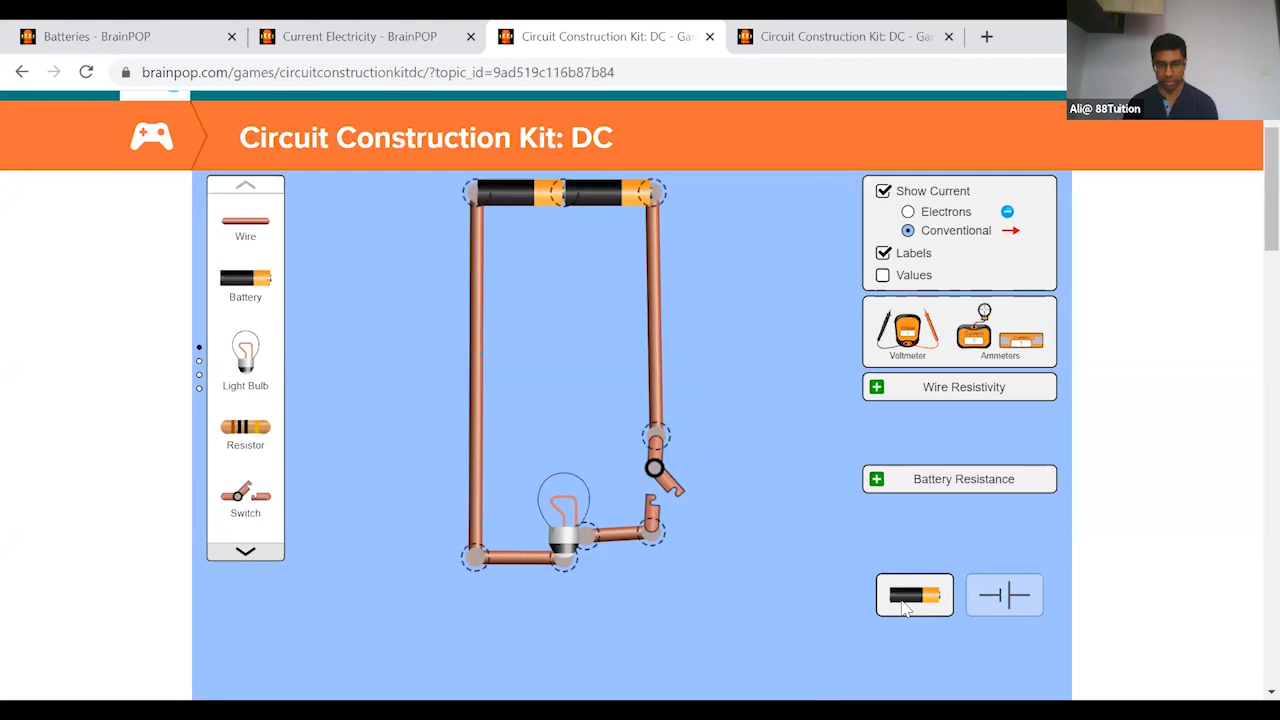 Batteries - BrainPOP
Current Electricity - BrainPOP
Circuit Construction Kit: DC - Gar
Circuit Construction Kit: DC - Gar
brainpop.com/games/circuitconstructionkitdc/?topic_id=9ad519c116b87b84
Ali@ 88Tuition
Circuit Construction Kit: DC
Wire
Battery
Light Bulb
Resistor
Switch
Show Current
Electrons
Conventional
Labels
Values
Voltmeter
Ammeters
Wire Resistivity
Battery Resistance